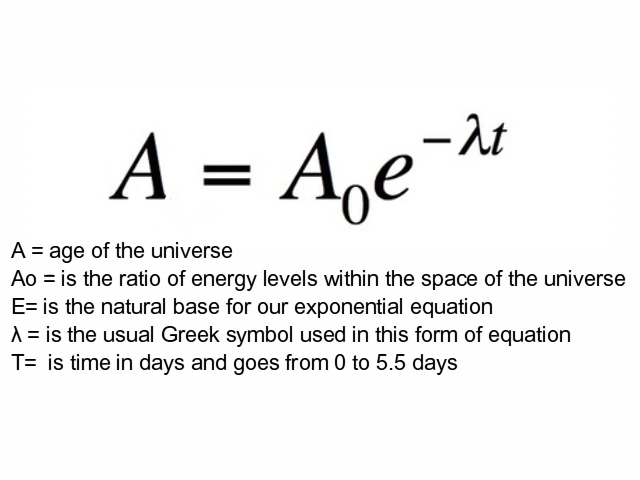 A = A₀e^−λt
A = age of the universe
Ao = is the ratio of energy levels within the space of the universe
E= is the natural base for our exponential equation
λ = is the usual Greek symbol used in this form of equation
T=  is time in days and goes from 0 to 5.5 days